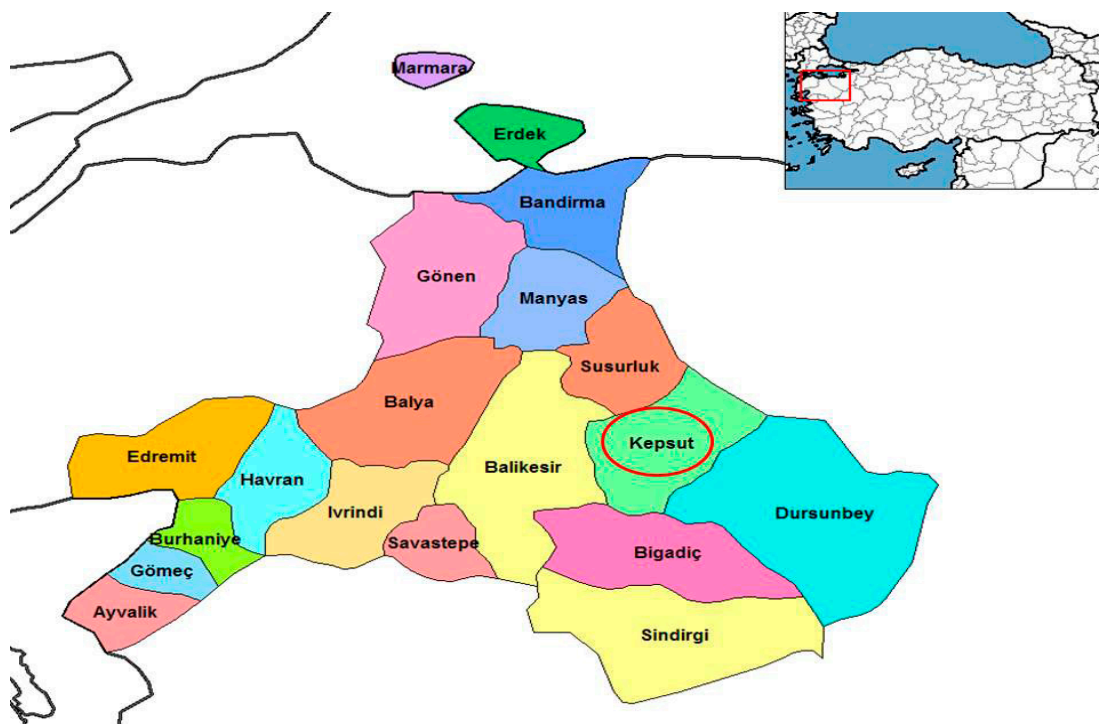 Marmara
Erdek
Bandirma
Gönen
Manyas
Susurluk
Balya
Kepsut
Edremit
Havran
Balikesir
Ivrindi
Dursunbey
Burhaniye
Savastepe
Bigadiç
Gömeç
Ayvalik
Sindirgi